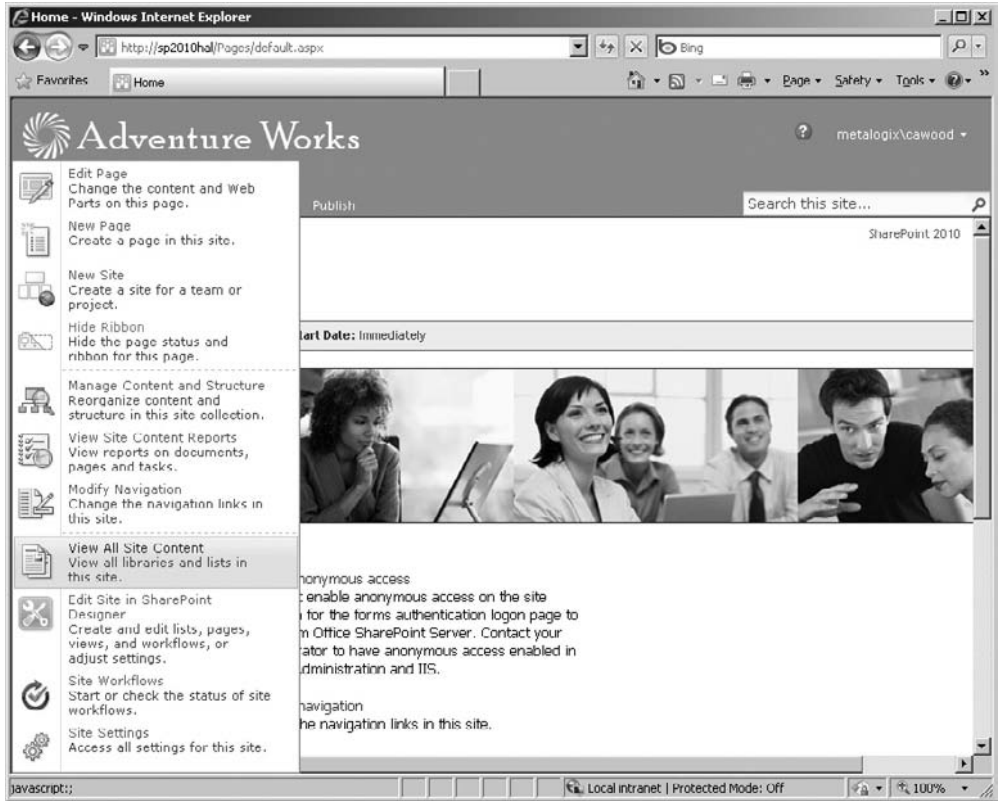 Home - Windows Internet Explorer
http://sp2010hal/Pages/default.aspx
Bing
Favorites
Home
Page
Safety
Tools
Adventure Works
metalogix\cawood
Edit Page
Change the content and Web
Parts on this page.
Publish
Search this site...
New Page
Create a page in this site.
SharePoint 2010
New Site
Create a site for a team or
project.
Hide Ribbon
Hide the page status and
ribbon for this page.
tart Date: Immediately
Manage Content and Structure
Reorganize content and
structure in this site collection.
View Site Content Reports
View reports on documents,
pages and tasks.
Modify Navigation
Change the navigation links in
this site.
View All Site Content
View all libraries and lists in
this site.
nonymous access
t enable anonymous access on the site
for the forms authentication logon page to
m Office SharePoint Server. Contact your
rator to have anonymous access enabled in
dministration and IIS.
Edit Site in SharePoint
Designer
Create and edit lists, pages,
views, and workflows, or
adjust settings.
Site Workflows
Start or check the status of site
workflows.
navigation
he navigation links in this site.
Site Settings
Access all settings for this site.
javascript:;
Local intranet | Protected Mode: Off
100%